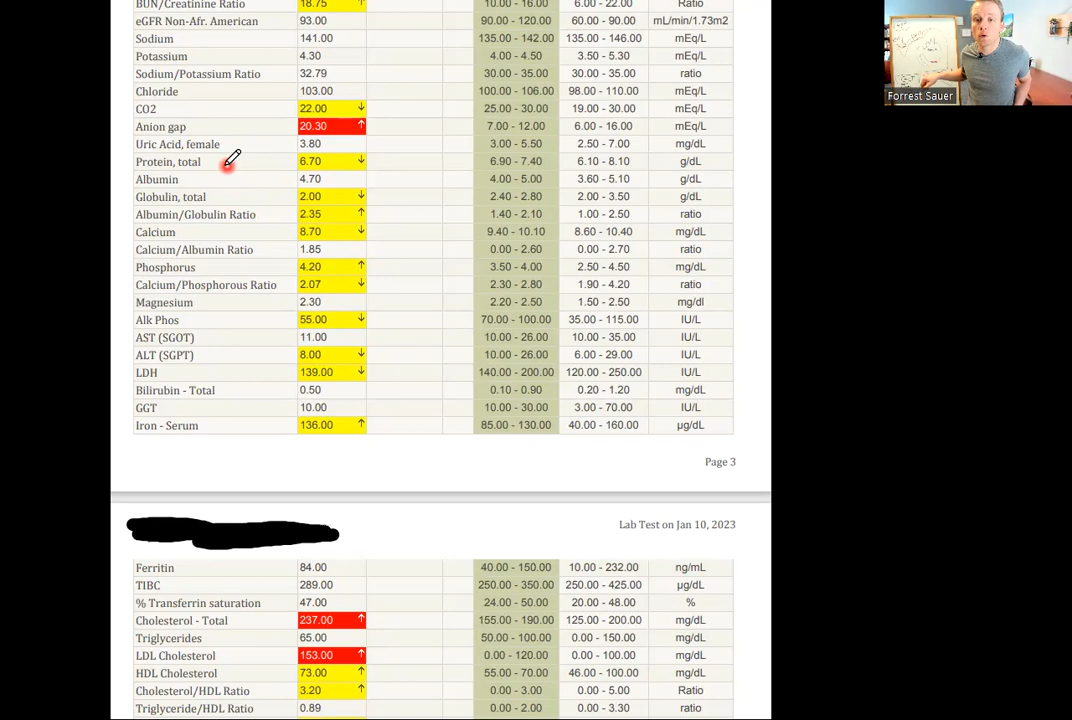 BUN/Creatinine Ratio 18.75 ↑ 10.00 - 16.00 6.00 - 22.00 Ratio
eGFR Non-Afr. American 93.00 90.00 - 120.00 60.00 - 90.00 mL/min/1.73m2
Sodium 141.00 135.00 - 142.00 135.00 - 146.00 mEq/L
Potassium 4.30 4.00 - 4.50 3.50 - 5.30 mEq/L
Sodium/Potassium Ratio 32.79 30.00 - 35.00 30.00 - 35.00 ratio
Chloride 103.00 100.00 - 106.00 98.00 - 110.00 mEq/L
CO2 22.00 ↓ 25.00 - 30.00 19.00 - 30.00 mEq/L
Anion gap 20.30 ↑ 7.00 - 12.00 6.00 - 16.00 mEq/L
Uric Acid, female 3.80 3.00 - 5.50 2.50 - 7.00 mg/dL
Protein, total 6.70 ↓ 6.90 - 7.40 6.10 - 8.10 g/dL
Albumin 4.70 4.00 - 5.00 3.60 - 5.10 g/dL
Globulin, total 2.00 ↓ 2.40 - 2.80 2.00 - 3.50 g/dL
Albumin/Globulin Ratio 2.35 ↑ 1.40 - 2.10 1.00 - 2.50 ratio
Calcium 8.70 ↓ 9.40 - 10.10 8.60 - 10.40 mg/dL
Calcium/Albumin Ratio 1.85 0.00 - 2.60 0.00 - 2.70 ratio
Phosphorus 4.20 ↑ 3.50 - 4.00 2.50 - 4.50 mg/dL
Calcium/Phosphorous Ratio 2.07 ↓ 2.30 - 2.80 1.90 - 4.20 ratio
Magnesium 2.30 2.20 - 2.50 1.50 - 2.50 mg/dl
Alk Phos 55.00 ↓ 70.00 - 100.00 35.00 - 115.00 IU/L
AST (SGOT) 11.00 10.00 - 26.00 10.00 - 35.00 IU/L
ALT (SGPT) 8.00 ↓ 10.00 - 26.00 6.00 - 29.00 IU/L
LDH 139.00 ↓ 140.00 - 200.00 120.00 - 250.00 IU/L
Bilirubin - Total 0.50 0.10 - 0.90 0.20 - 1.20 mg/dL
GGT 10.00 10.00 - 30.00 3.00 - 70.00 IU/L
Iron - Serum 136.00 ↑ 85.00 - 130.00 40.00 - 160.00 µg/dL
Page 3
Lab Test on Jan 10, 2023
Ferritin 84.00 40.00 - 150.00 10.00 - 232.00 ng/mL
TIBC 289.00 250.00 - 350.00 250.00 - 425.00 µg/dL
% Transferrin saturation 47.00 24.00 - 50.00 20.00 - 48.00 %
Cholesterol - Total 237.00 ↑ 155.00 - 190.00 125.00 - 200.00 mg/dL
Triglycerides 65.00 50.00 - 100.00 0.00 - 150.00 mg/dL
LDL Cholesterol 153.00 ↑ 0.00 - 120.00 0.00 - 100.00 mg/dL
HDL Cholesterol 73.00 ↑ 55.00 - 70.00 46.00 - 100.00 mg/dL
Cholesterol/HDL Ratio 3.20 ↑ 0.00 - 3.00 0.00 - 5.00 Ratio
Triglyceride/HDL Ratio 0.89 0.00 - 2.00 0.00 - 3.30 ratio
Forrest Sauer